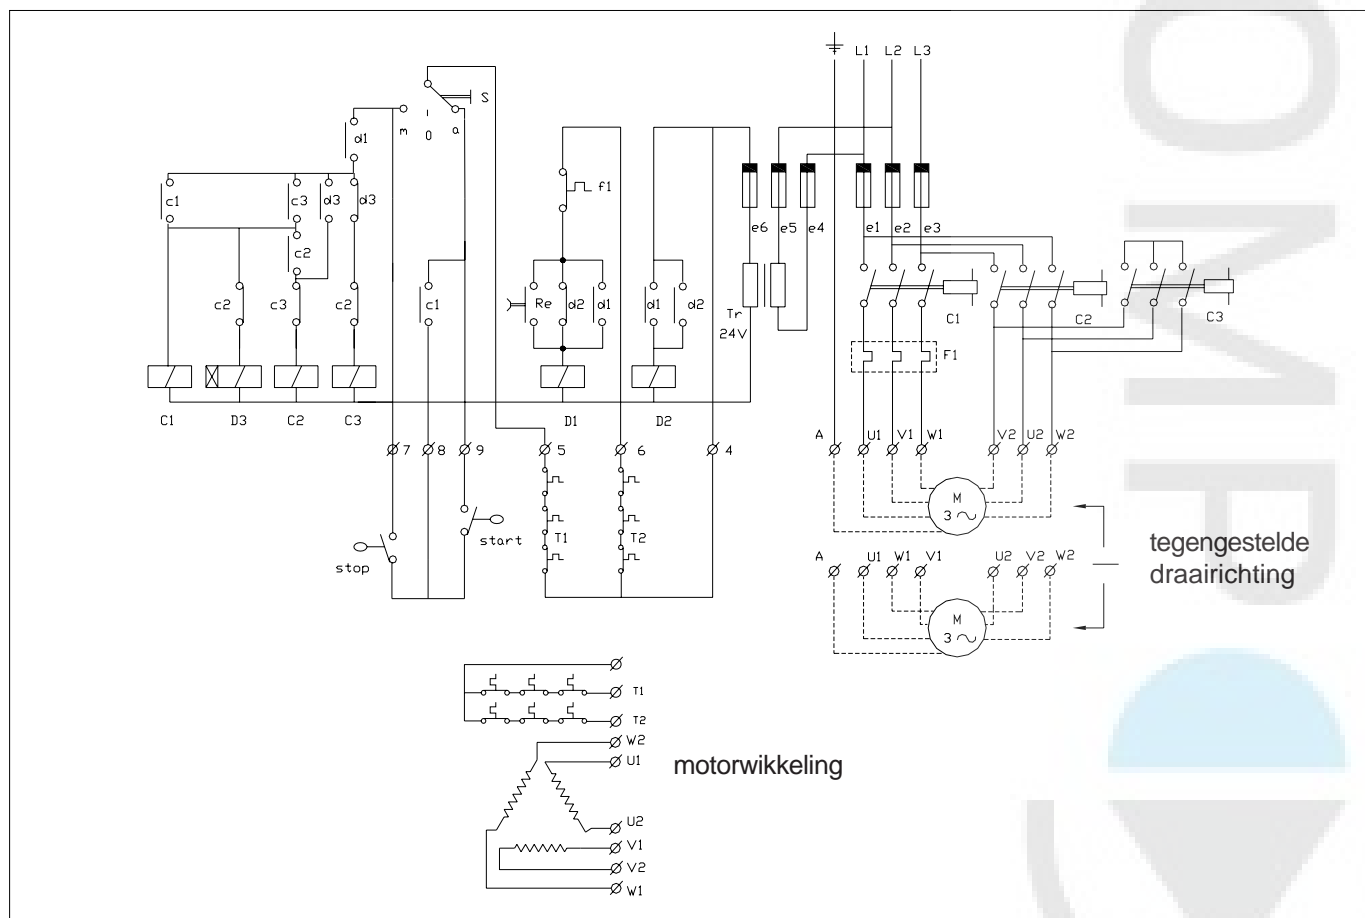 L1 L2 L3
S
m 0 a
d1
f1
c1 c3 d3 d3
e6 e5 e4 e1 e2 e3
c2
c2 c3 c2 c1 Re d2 d1 d1 d2
Tr
24V
C1 C2 C3
F1
C1 D3 C2 C3 D1 D2
7 8 9 5 6 4
A U1 V1 W1 V2 U2 W2
M
3
start T1 T2
stop
tegengestelde
draairichting
A U1 W1 V1 U2 V2 W2
M
3
T1
T2
W2
U1
motorwikkeling
U2
V1
V2
W1
OMIP